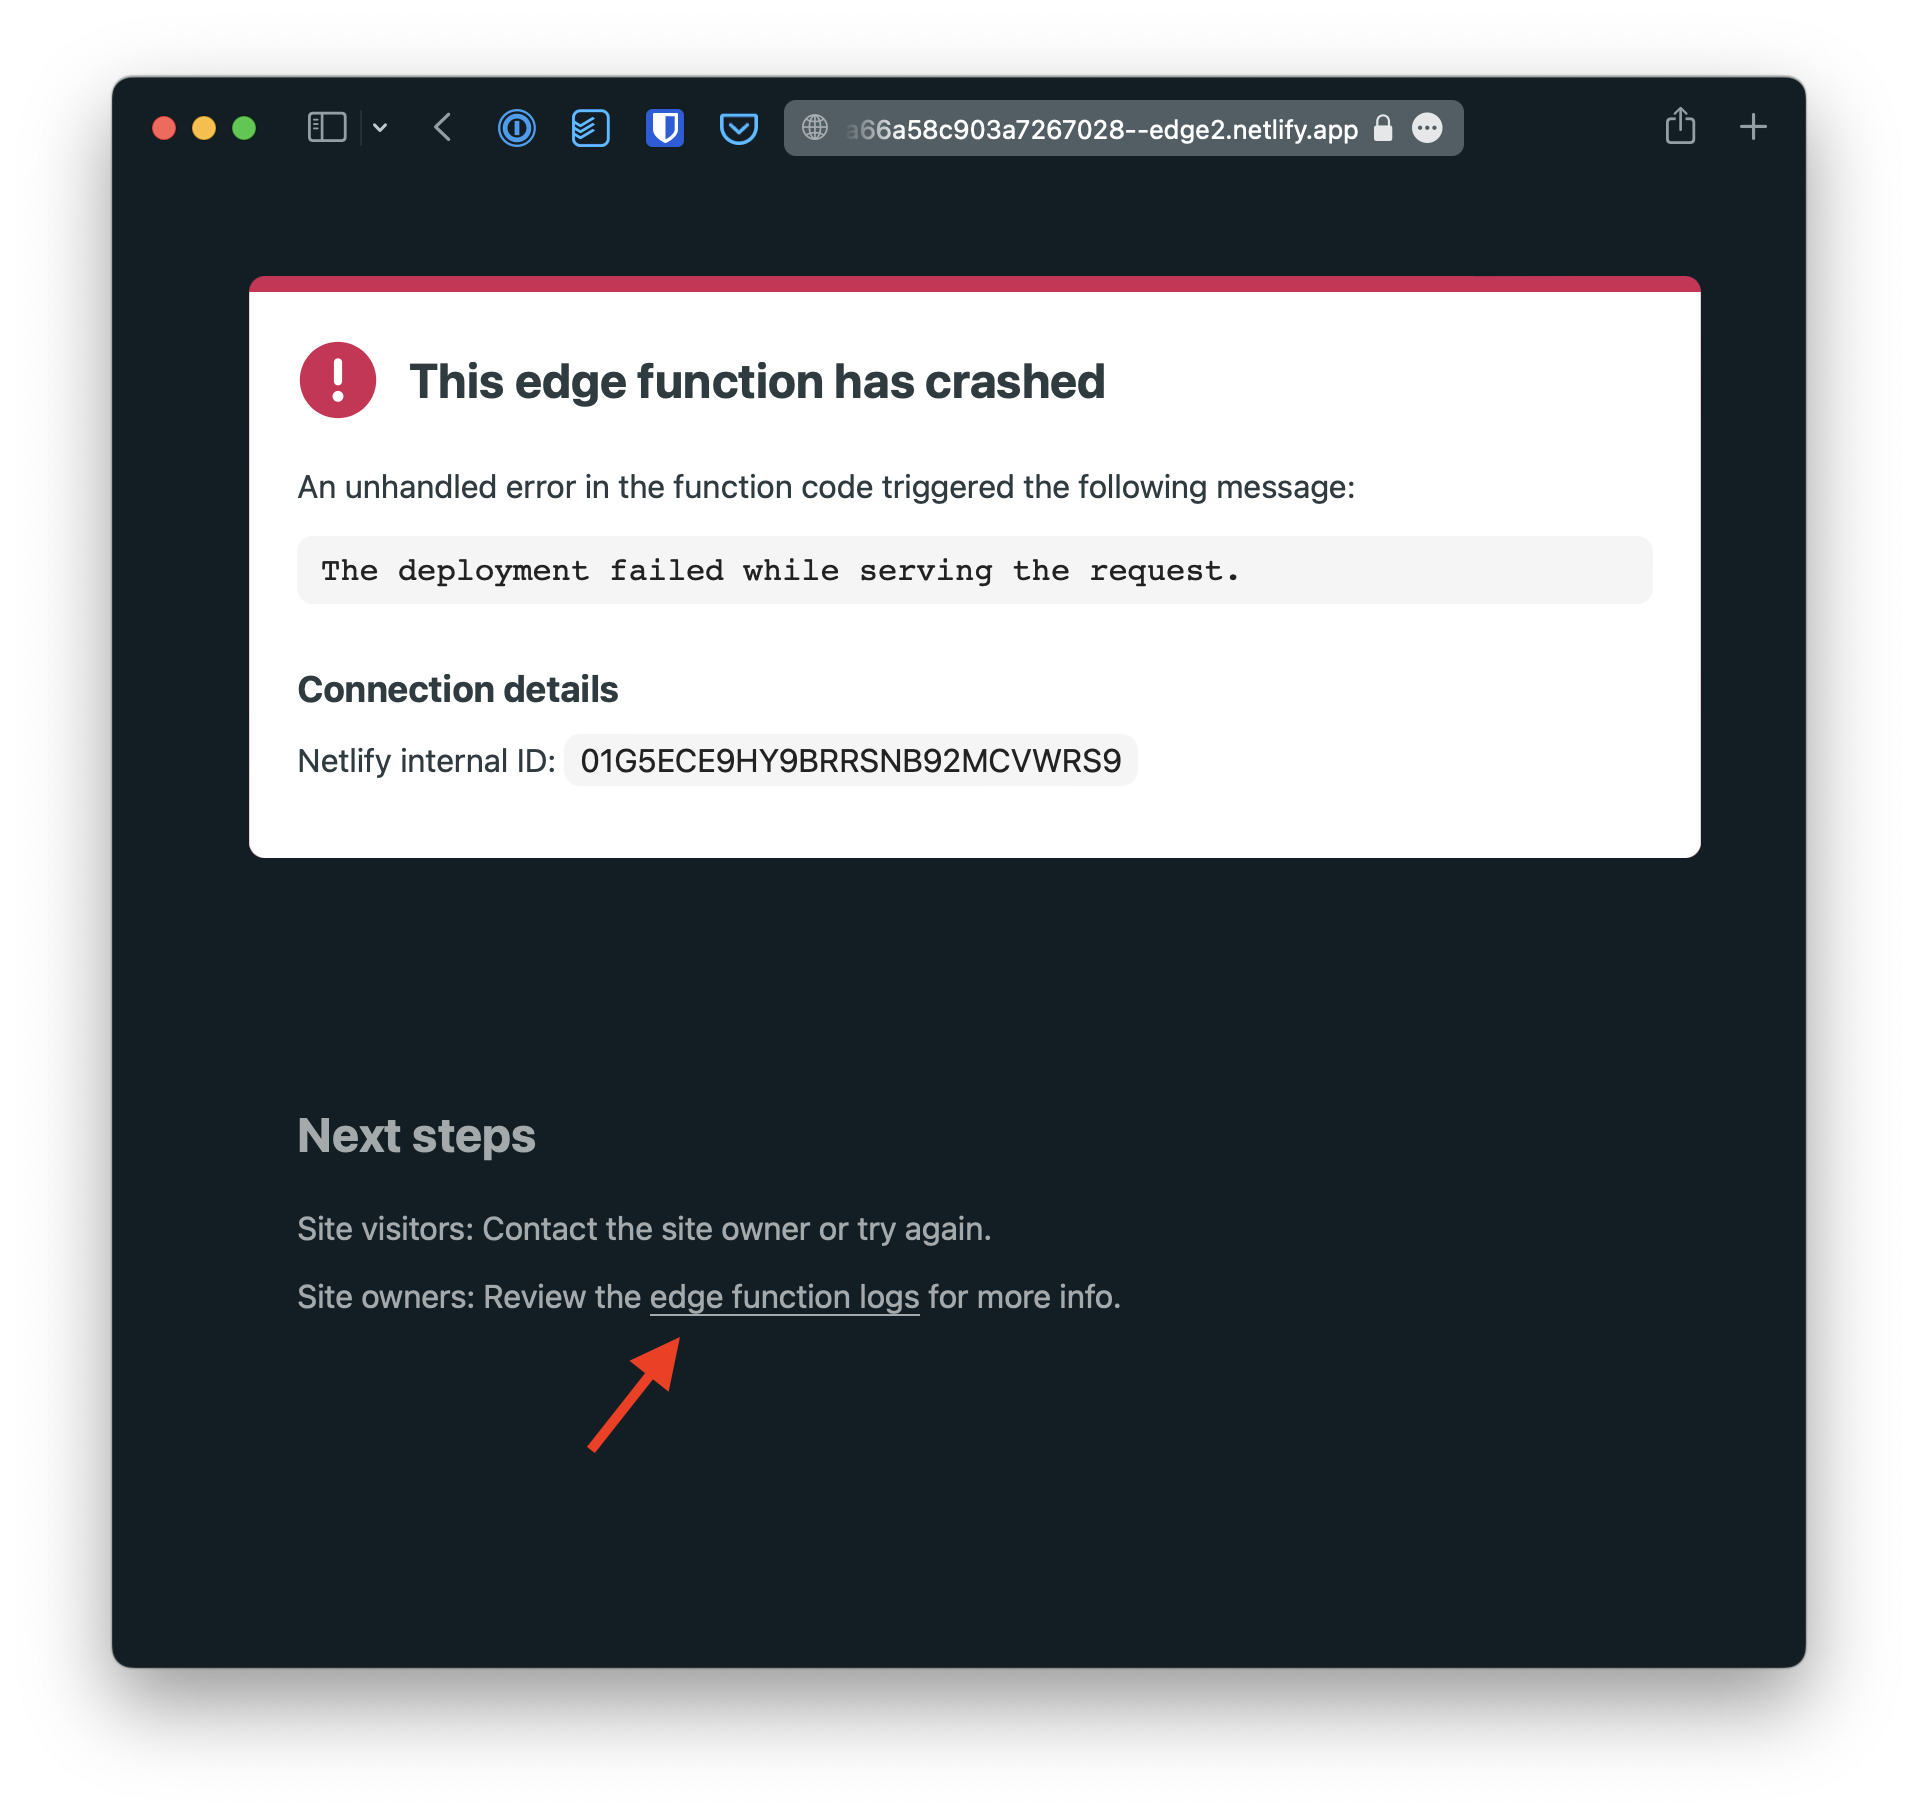 a66a58c903a7267028--edge2.netlify.app
This edge function has crashed
An unhandled error in the function code triggered the following message:
The deployment failed while serving the request.
Connection details
Netlify internal ID: 01G5ECE9HY9BRRSNB92MCVWRS9
Next steps
Site visitors: Contact the site owner or try again.
Site owners: Review the edge function logs for more info.